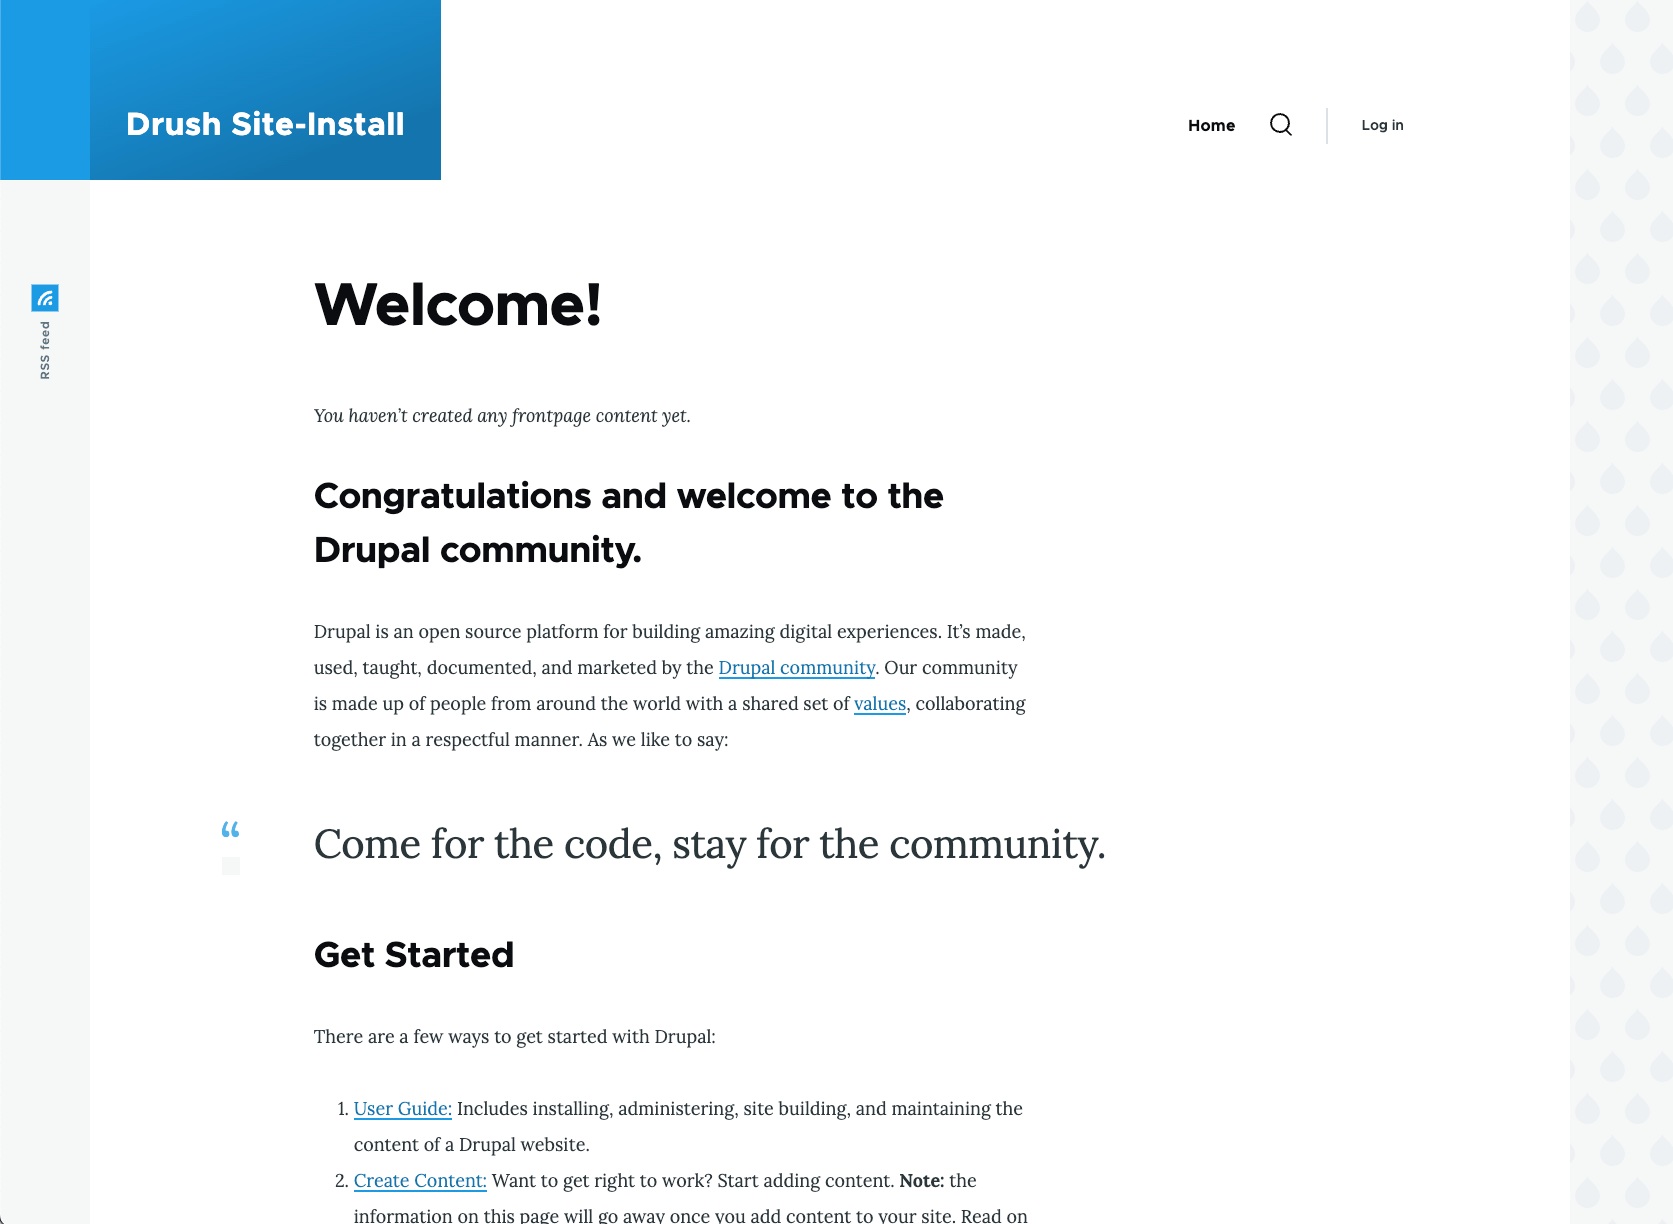 Drush Site-Install
Home
Log in
RSS feed
Welcome!
You haven’t created any frontpage content yet.
Congratulations and welcome to the
Drupal community.
Drupal is an open source platform for building amazing digital experiences. It’s made,
used, taught, documented, and marketed by the Drupal community. Our community
is made up of people from around the world with a shared set of values, collaborating
together in a respectful manner. As we like to say:
“
Come for the code, stay for the community.
Get Started
There are a few ways to get started with Drupal:
1. User Guide: Includes installing, administering, site building, and maintaining the
content of a Drupal website.
2. Create Content: Want to get right to work? Start adding content. Note: the
information on this page will go away once you add content to your site. Read on